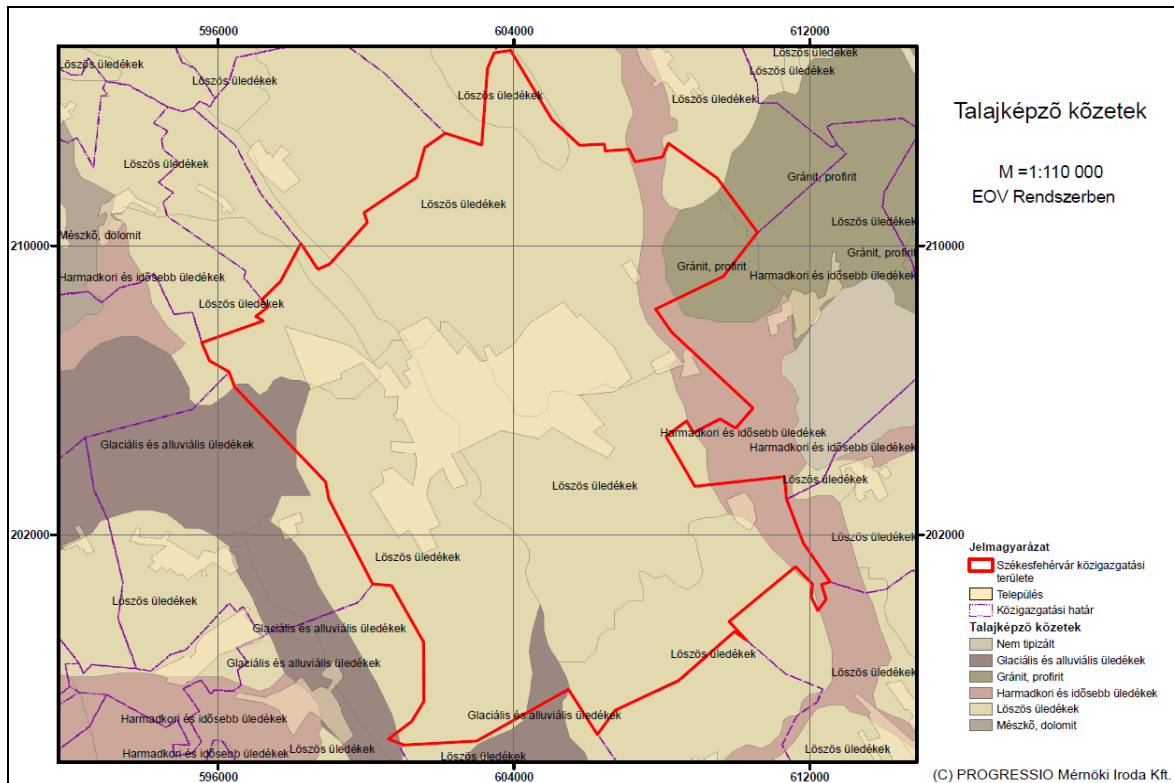 596000
604000
612000
Löszös üledékek
Löszös üledékek
Löszös üledékek
Löszös üledékek
Löszös üledékek
Löszös üledékek
Talajképző kőzetek
M =1:110 000
EOV Rendszerben
Löszös üledékek
Gránit, profirit
Löszös üledékek
Löszös üledékek
Mészkő, dolomit
210000
210000
Gránit, profirit
Gránit, profirit
Harmadkori és idősebb üledékek
Harmadkori és idősebb üledékek
Löszös üledékek
Harmadkori és idősebb üledékek
Glaciális és alluviális üledékek
Harmadkori és idősebb üledékek
Löszös üledékek
Löszös üledékek
202000
202000
Löszös üledékek
Löszös üledékek
Löszös üledékek
Glaciális és alluviális üledékek
Glaciális és alluviális üledékek
Löszös üledékek
Löszös üledékek
Harmadkori és idősebb üledékek
Glaciális és alluviális üledékek
Harmadkori és idősebb üledékek
Löszös üledékek
Löszös üledékek
Löszös üledékek
596000
604000
612000
Jelmagyarázat
Székesfehérvár közigazgatási
területe
Település
Közigazgatási határ
Talajképző kőzetek
Nem tipizált
Glaciális és alluviális üledékek
Gránit, profirit
Harmadkori és idősebb üledékek
Löszös üledékek
Mészkő, dolomit
(C) PROGRESSIO Mérnöki Iroda Kft.